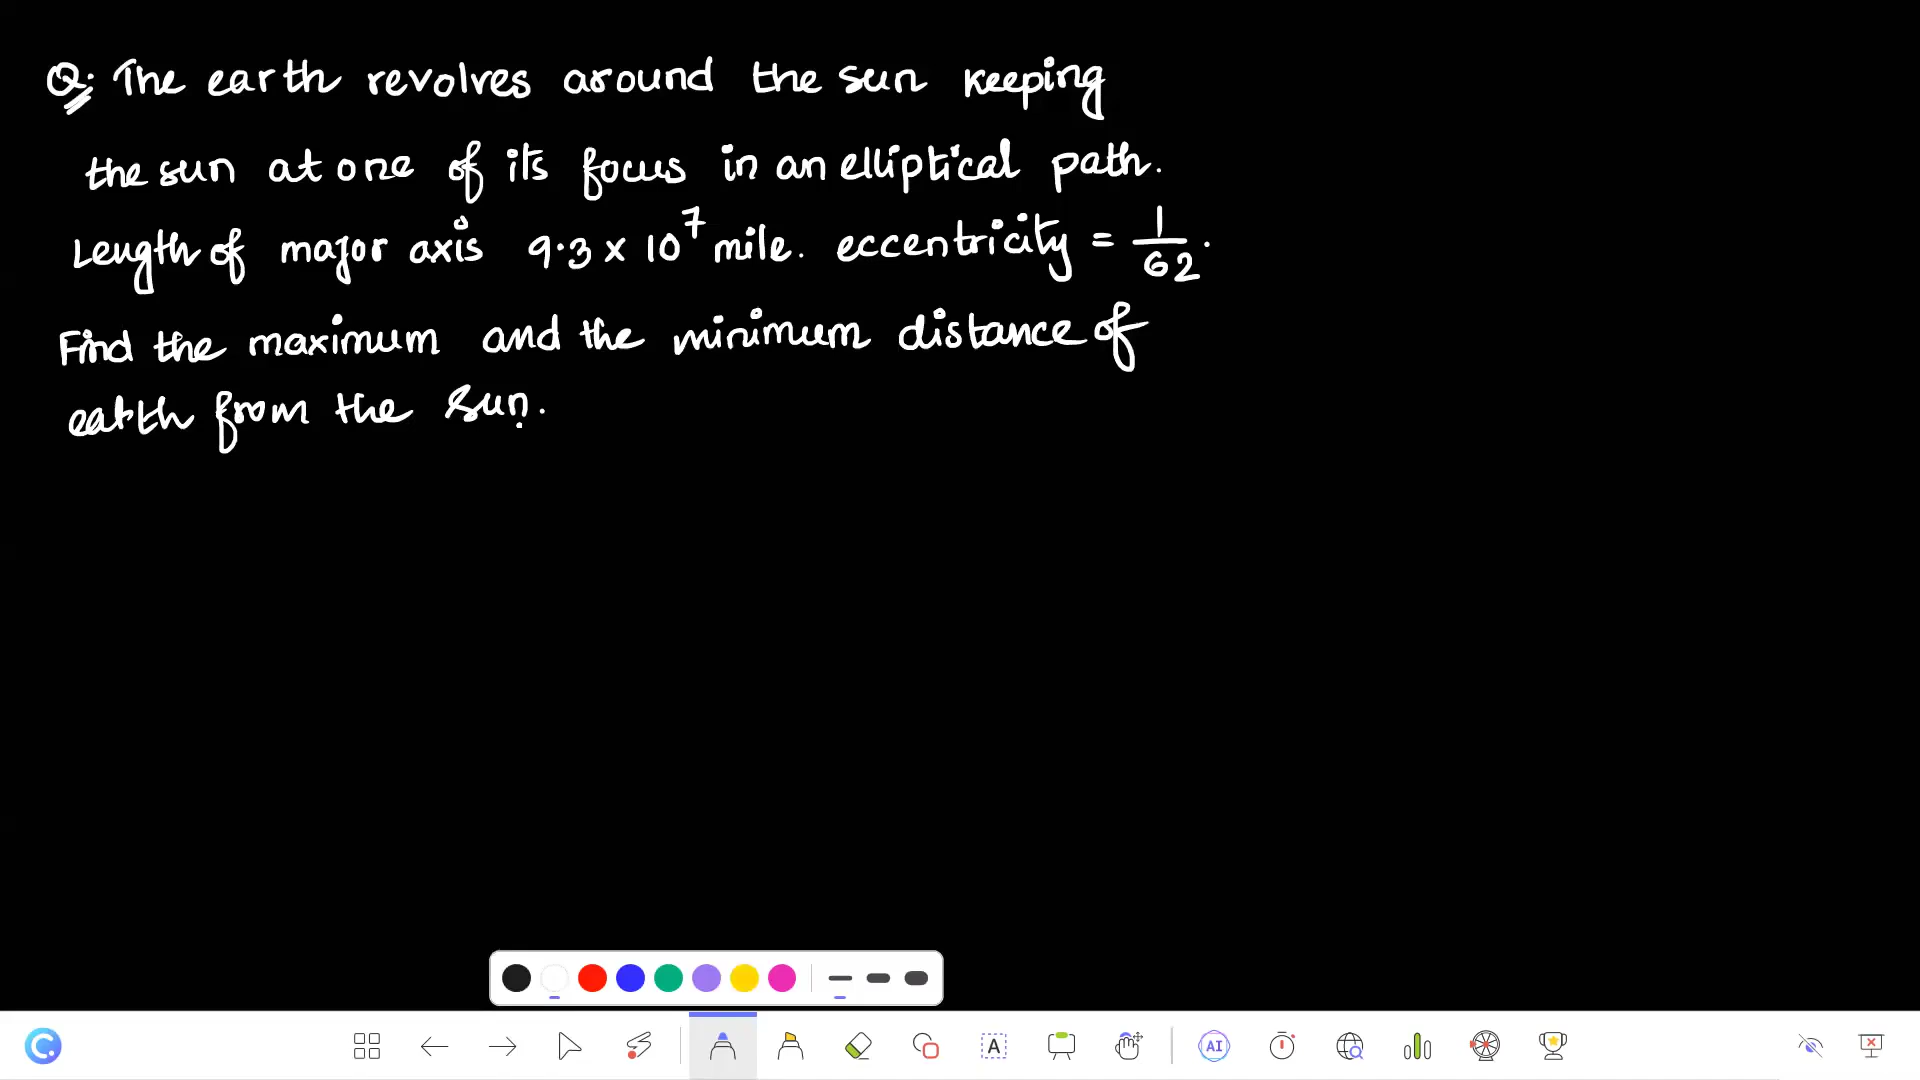 Q: The earth revolves around the sun keeping
the sun at one of its focus in an elliptical path.
Length of major axis 9.3 x 10⁷ mile. eccentricity = 1/62.
Find the maximum and the minimum distance of
earth from the sun.
A
AI